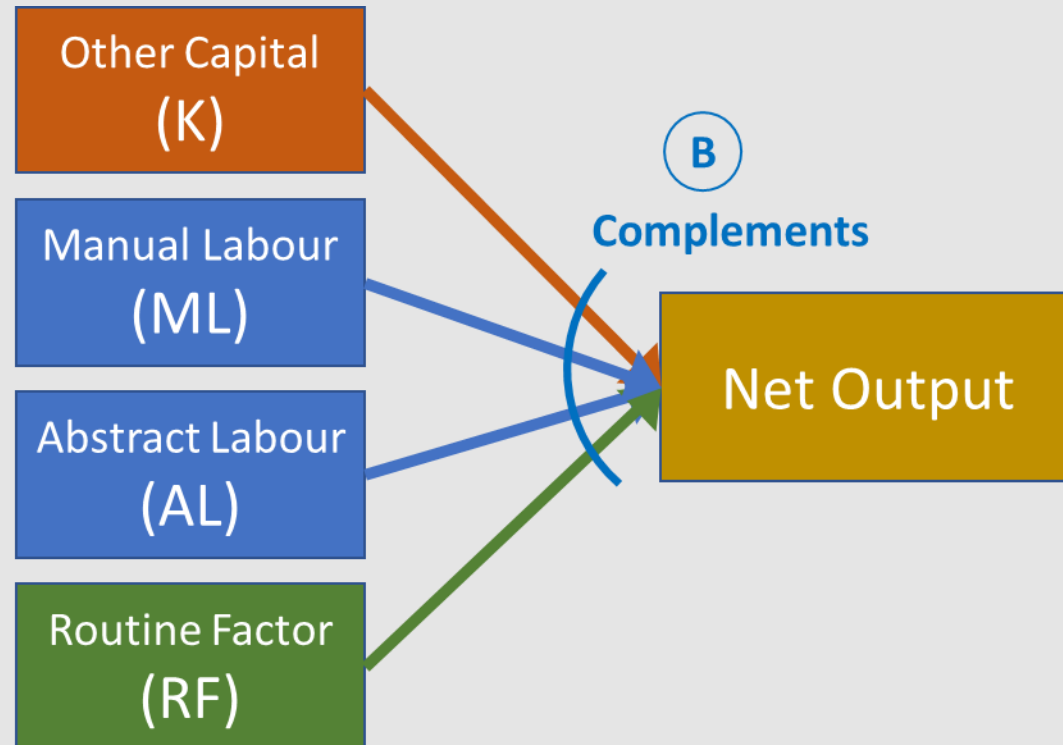 Other Capital
(K)
Manual Labour
(ML)
Abstract Labour
(AL)
Routine Factor
(RF)
B
Complements
Net Output